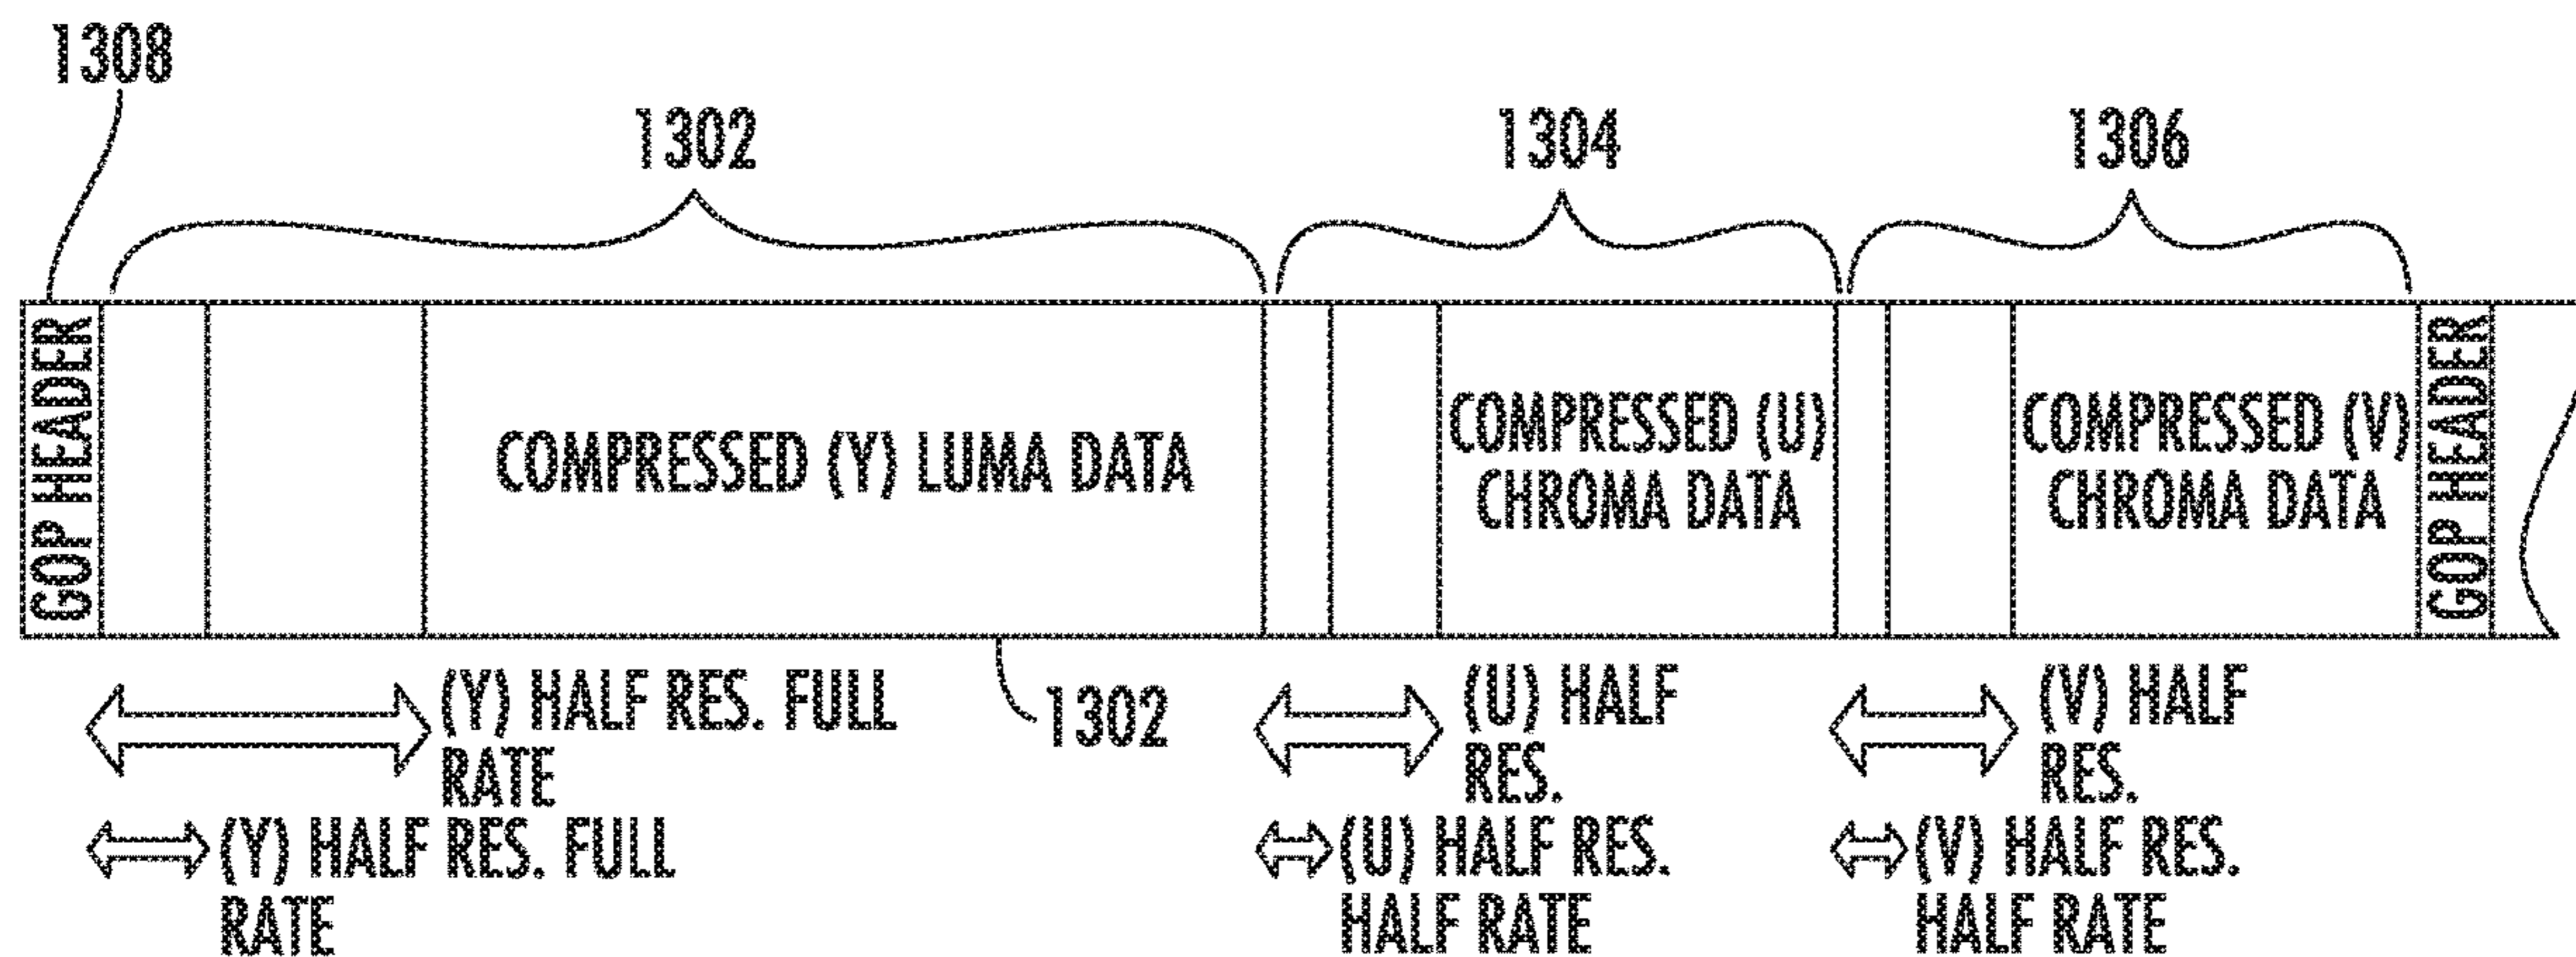 1308
1302
1304
1306
GOP HEADER
COMPRESSED (Y) LUMA DATA
COMPRESSED (U)
CHROMA DATA
COMPRESSED (V)
CHROMA DATA
GOP HEADER
(Y) HALF RES. FULL
RATE
1302
(U) HALF
RES.
(V) HALF
RES.
(Y) HALF RES. FULL
RATE
(U) HALF RES.
HALF RATE
(V) HALF RES.
HALF RATE